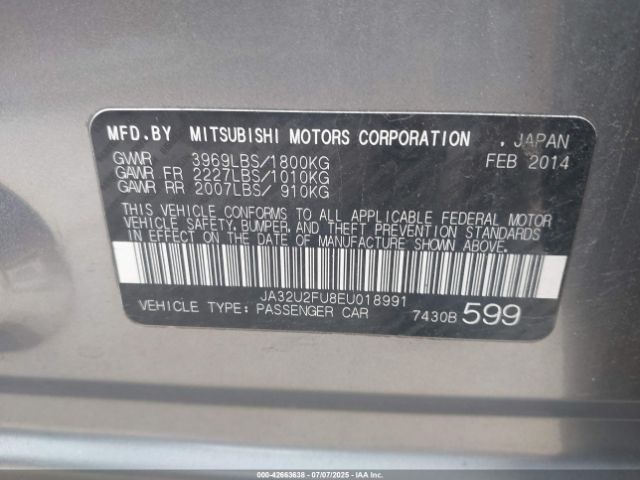 MFD.BY MITSUBISHI MOTORS CORPORATION , JAPAN
GVWR 3969LBS/1800KG FEB 2014
GAWR FR 2227LBS/1010KG
GAWR RR 2007LBS/ 910KG
THIS VEHICLE CONFORMS TO ALL APPLICABLE FEDERAL MOTOR
VEHICLE SAFETY, BUMPER, AND THEFT PREVENTION STANDARDS
IN EFFECT ON THE DATE OF MANUFACTURE SHOWN ABOVE.
JA32U2FU8EU018991
VEHICLE TYPE: PASSENGER CAR 7430B 599
000-42663638 - 07/07/2025 - IAAI.COM